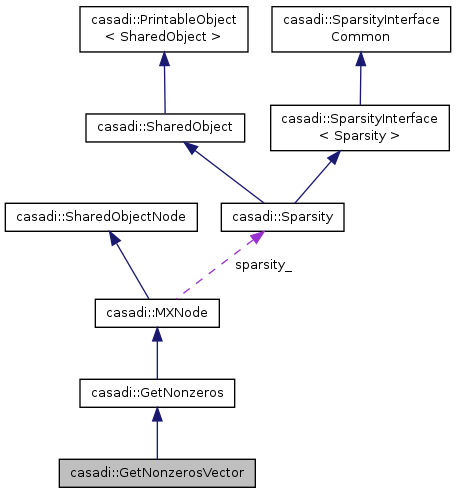 casadi::PrintableObject
< SharedObject >
casadi::SparsityInterface
Common
casadi::SharedObject
casadi::SparsityInterface
< Sparsity >
casadi::SharedObjectNode
casadi::Sparsity
sparsity_
casadi::MXNode
casadi::GetNonzeros
casadi::GetNonzerosVector